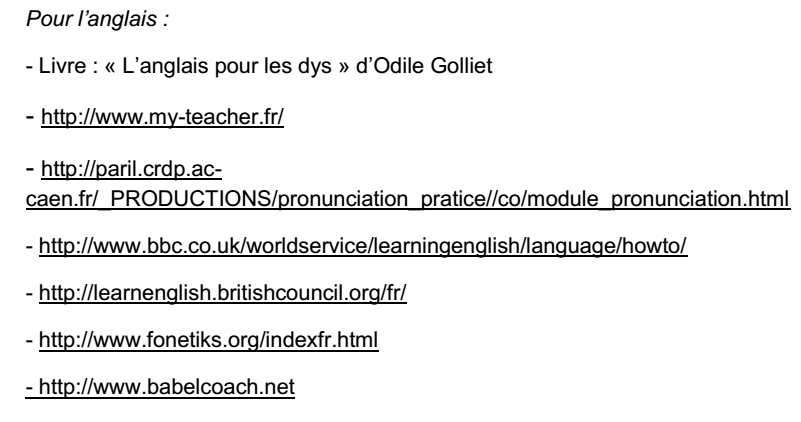 Pour l'anglais :
- Livre : « L'anglais pour les dys » d'Odile Golliet
- http://www.my-teacher.fr/
- http://paril.crdp.ac-
caen.fr/_PRODUCTIONS/pronunciation_pratice//co/module_pronunciation.html
- http://www.bbc.co.uk/worldservice/learningenglish/language/howto/
- http://learnenglish.britishcouncil.org/fr/
- http://www.fonetiks.org/indexfr.html
- http://www.babelcoach.net